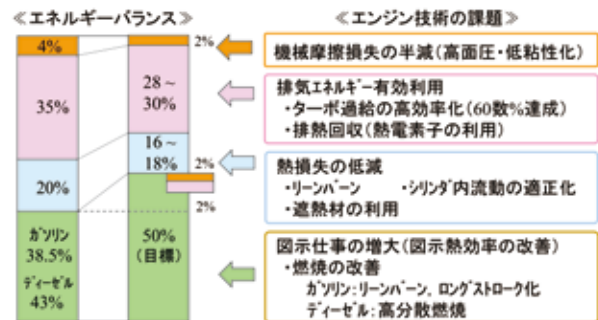 ≪エネルギーバランス≫
≪エンジン技術の課題≫
4%
2%
機械摩擦損失の半減(高面圧・低粘性化)
35%
28～
30%
排気エネルギー有効利用
・ターボ過給の高効率化(60数%達成)
・排熱回収(熱電素子の利用)
20%
16～
18%
2%
2%
熱損失の低減
・リーンバーン ・シリンダ内流動の適正化
・遮熱材の利用
ガソリン
38.5%
ディーゼル
43%
50%
(目標)
図示仕事の増大(図示熱効率の改善)
・燃焼の改善
ガソリン:リーンバーン, ロングストローク化
ディーゼル:高分散燃焼